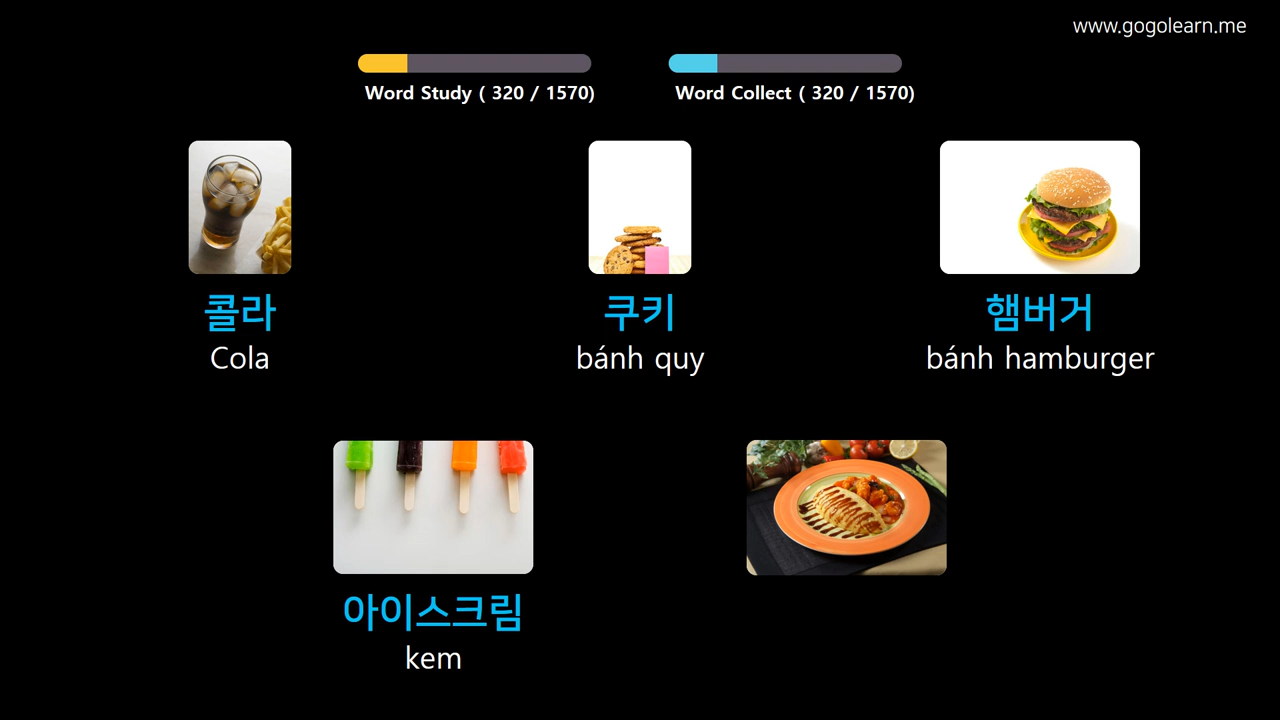 www.gogolearn.me
Word Study ( 320 / 1570)
Word Collect ( 320 / 1570)
콜라
Cola
쿠키
bánh quy
햄버거
bánh hamburger
아이스크림
kem